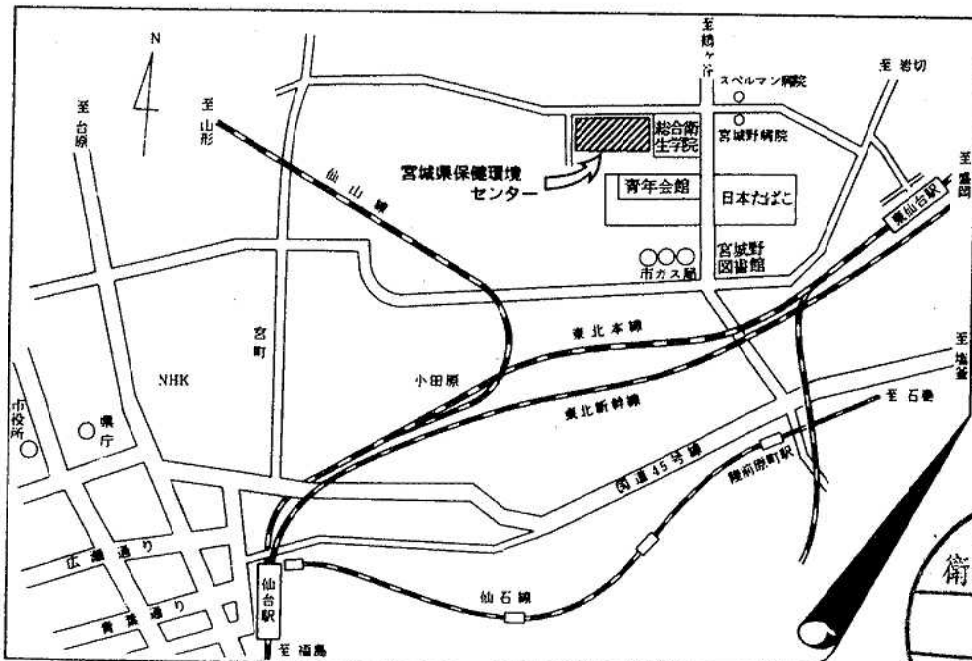 N
至台原
至山形
仙山線
至鶴ヶ谷
スペルマン病院
宮城野病院
至岩切
総合衛
生学院
宮城県保健環境
センター
青年会館
日本たばこ
東仙台駅
至盛岡
宮城野
図書館
市ガス局
宮町
東北本線
小田原
東北新幹線
NHK
市役所
県庁
至塩釜
至石巻
国道45号線
陸前原町駅
広瀬通り
青葉通り
仙台駅
仙石線
至福島
衛